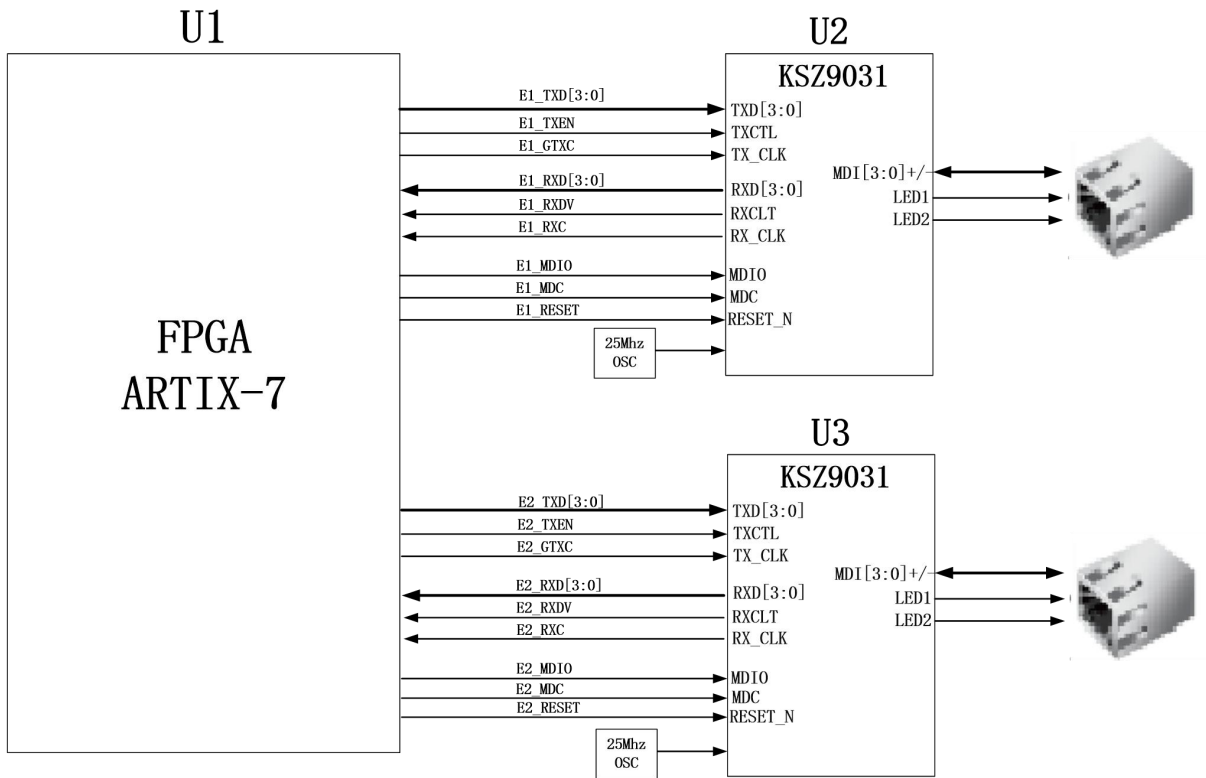 U1
FPGA
ARTIX-7
E1_TXD[3:0]
E1_TXEN
E1_GTXC
E1_RXD[3:0]
E1_RXDV
E1_RXC
E1_MDIO
E1_MDC
E1_RESET
25Mhz
OSC
U2
KSZ9031
TXD[3:0]
TXCTL
TX_CLK
RXD[3:0]
RXCLT
RX_CLK
MDIO
MDC
RESET_N
MDI[3:0]+/-
LED1
LED2
E2_TXD[3:0]
E2_TXEN
E2_GTXC
E2_RXD[3:0]
E2_RXDV
E2_RXC
E2_MDIO
E2_MDC
E2_RESET
25Mhz
OSC
U3
KSZ9031
TXD[3:0]
TXCTL
TX_CLK
RXD[3:0]
RXCLT
RX_CLK
MDIO
MDC
RESET_N
MDI[3:0]+/-
LED1
LED2